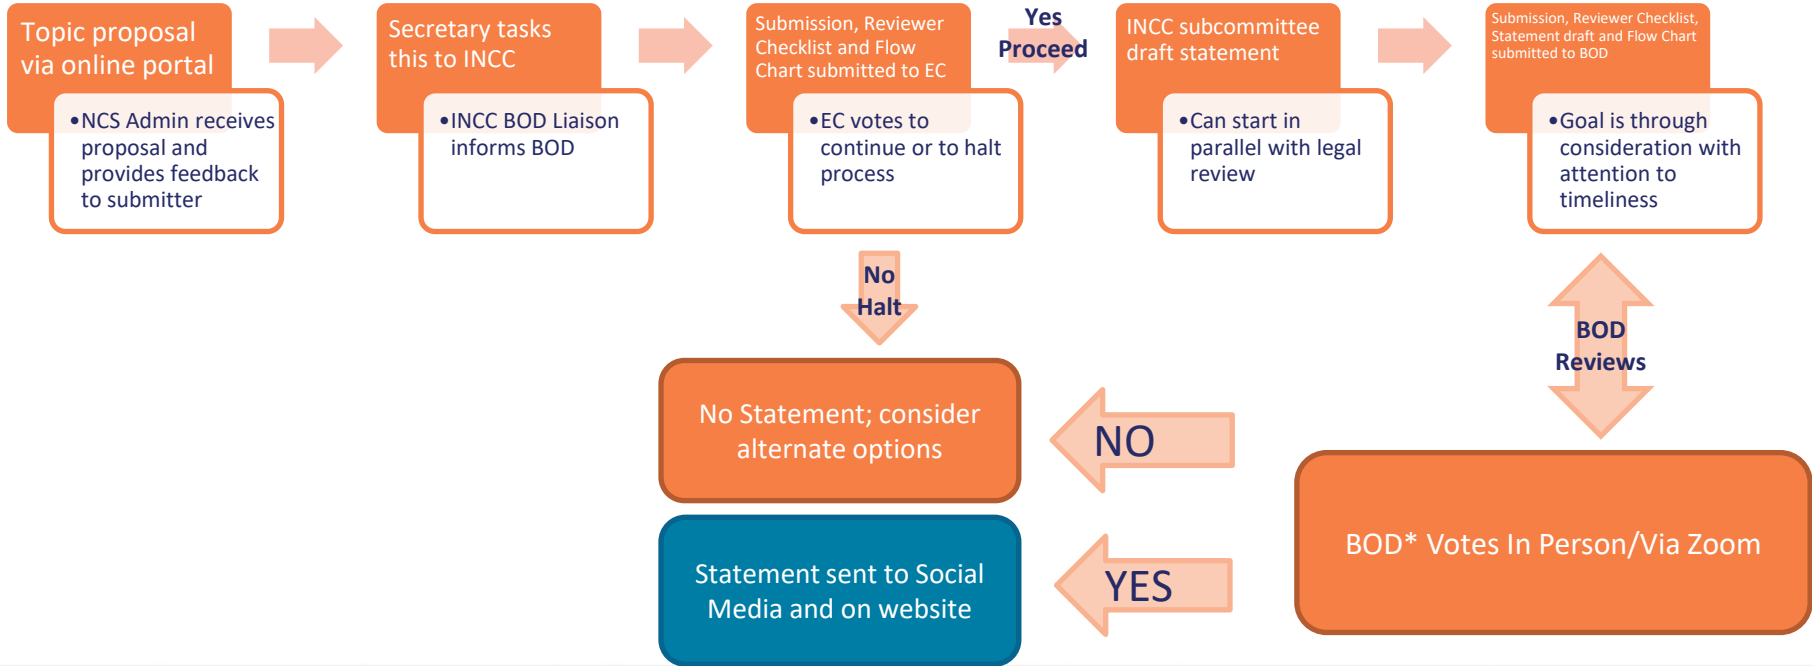 Topic proposal
via online portal
•NCS Admin receives
proposal and
provides feedback
to submitter
Secretary tasks
this to INCC
•INCC BOD Liaison
informs BOD
Submission, Reviewer
Checklist and Flow
Chart submitted to EC
•EC votes to
continue or to halt
process
Yes
Proceed
INCC subcommittee
draft statement
•Can start in
parallel with legal
review
Submission, Reviewer Checklist,
Statement draft and Flow Chart
submitted to BOD
•Goal is through
consideration with
attention to
timeliness
No
Halt
BOD
Reviews
No Statement; consider
alternate options
NO
BOD* Votes In Person/Via Zoom
Statement sent to Social
Media and on website
YES